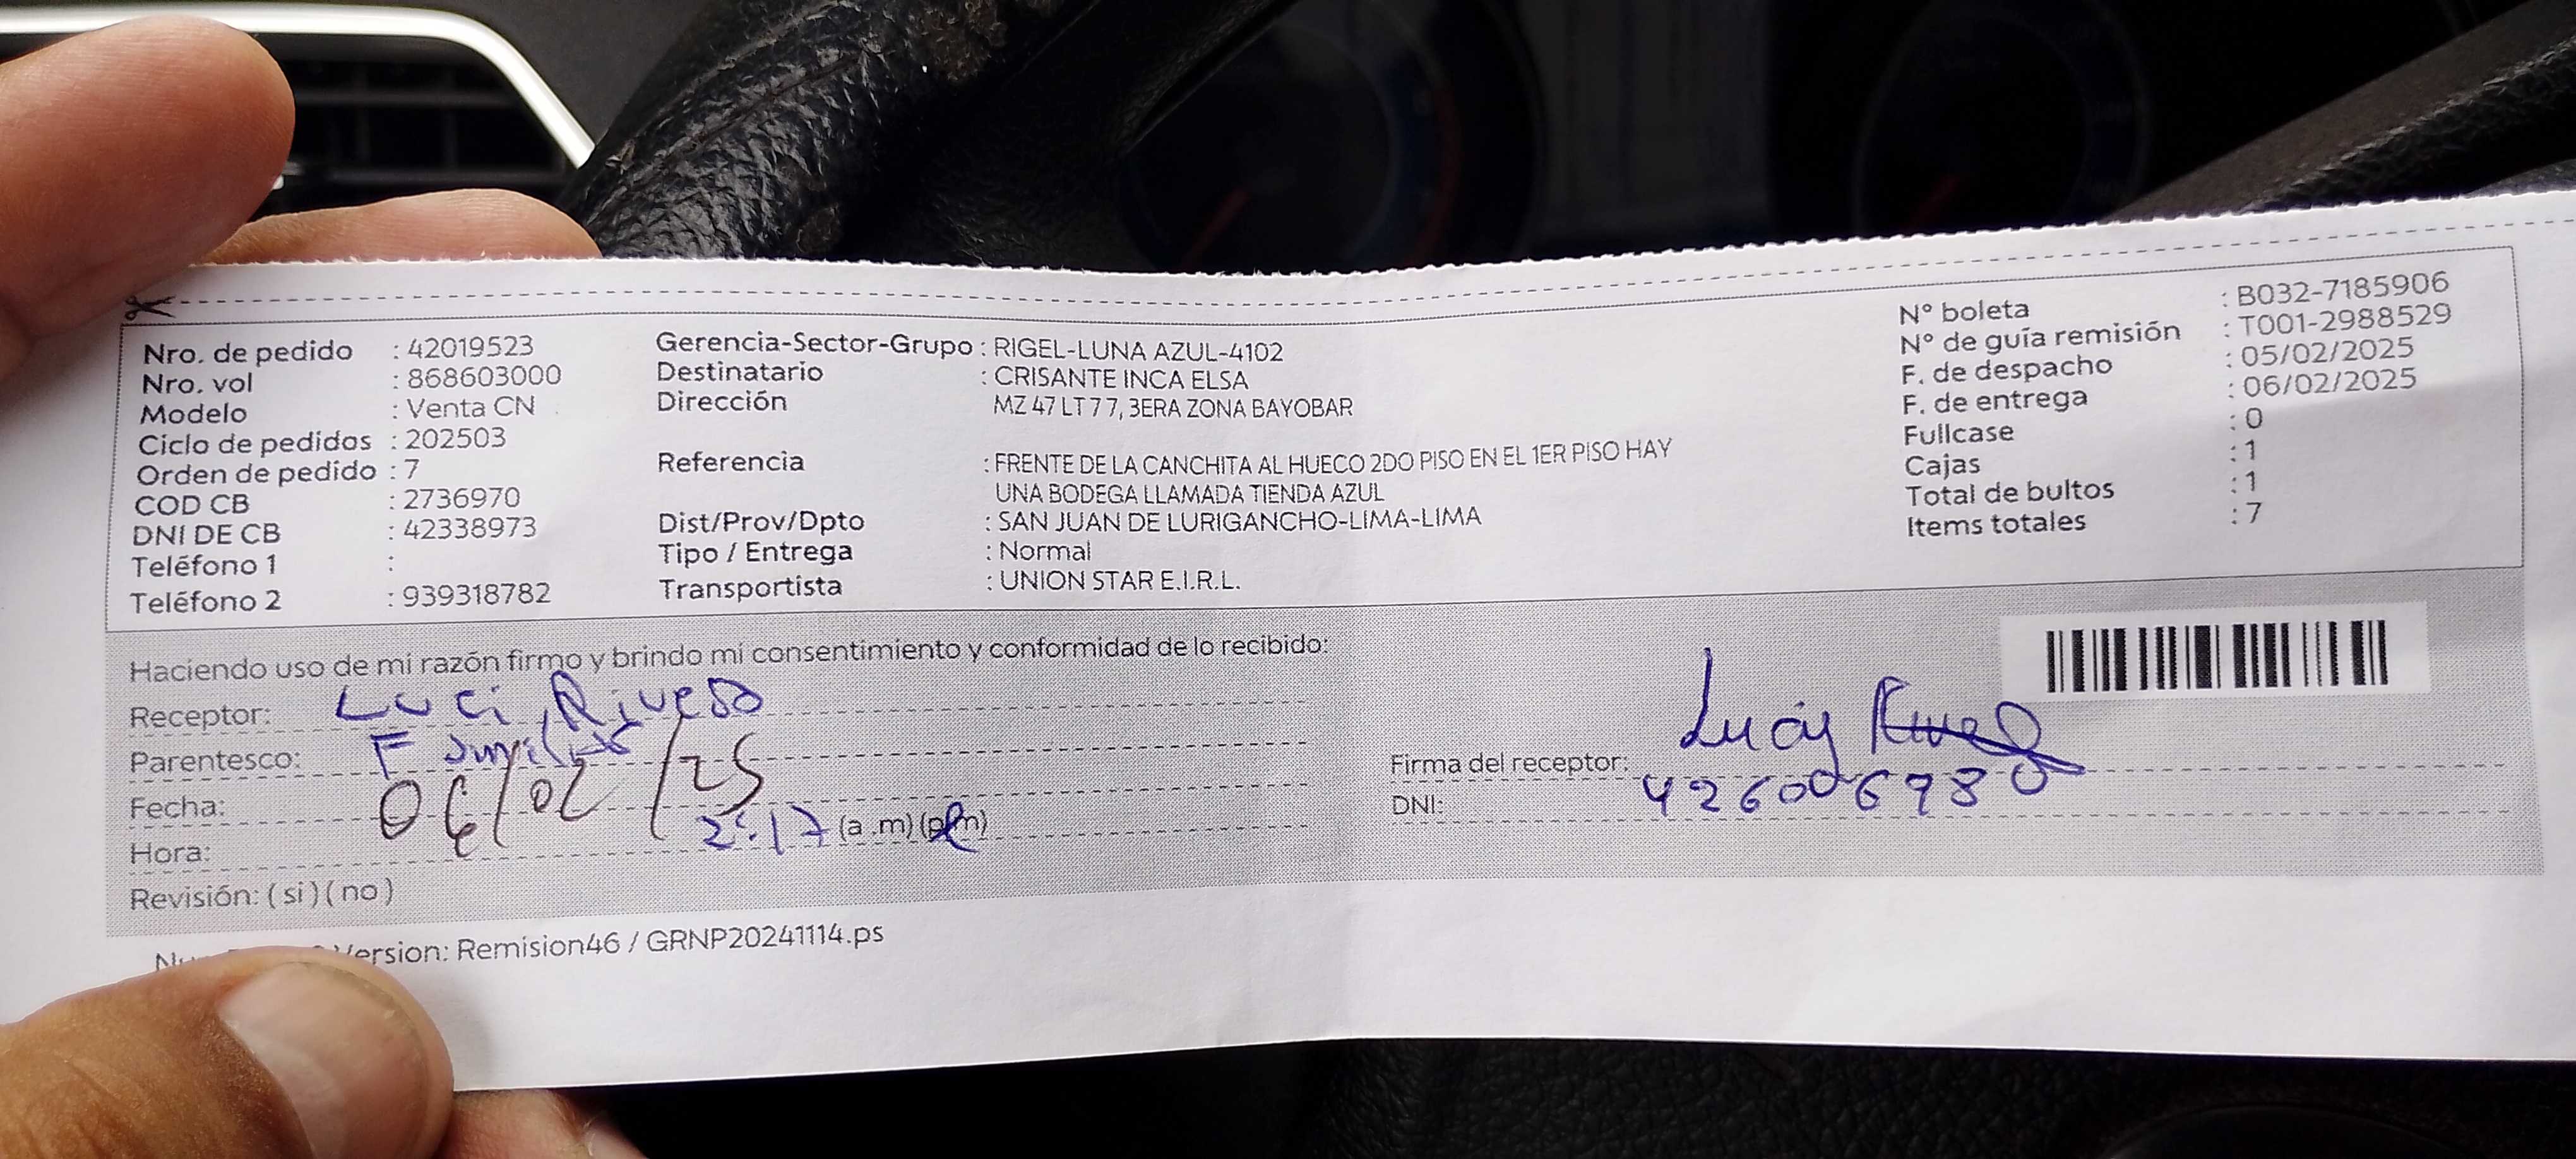 Nro. de pedido : 42019523
Nro. vol : 868603000
Modelo : Venta CN
Ciclo de pedidos : 202503
Orden de pedido : 7
COD CB : 2736970
DNI DE CB : 42338973
Teléfono 1 :
Teléfono 2 : 939318782
Gerencia-Sector-Grupo : RIGEL-LUNA AZUL-4102
Destinatario : CRISANTE INCA ELSA
Dirección MZ 47 LT 7 7, 3ERA ZONA BAYOBAR
Referencia : FRENTE DE LA CANCHITA AL HUECO 2DO PISO EN EL 1ER PISO HAY
UNA BODEGA LLAMADA TIENDA AZUL
Dist/Prov/Dpto : SAN JUAN DE LURIGANCHO-LIMA-LIMA
Tipo / Entrega : Normal
Transportista : UNION STAR E.I.R.L.
N° boleta : B032-7185906
N° de guía remisión : T001-2988529
F. de despacho : 05/02/2025
F. de entrega : 06/02/2025
Fullcase : 0
Cajas : 1
Total de bultos : 1
Items totales : 7
Haciendo uso de mi razón firmo y brindo mi consentimiento y conformidad de lo recibido:
Receptor: Luci Rivera
Parentesco: Familiar
Fecha: 06/02/25
Hora: 2:17 (a.m) (pm)
Revisión: ( si ) ( no )
Firma del receptor:
DNI:
Version: Remision46 / GRNP20241114.ps